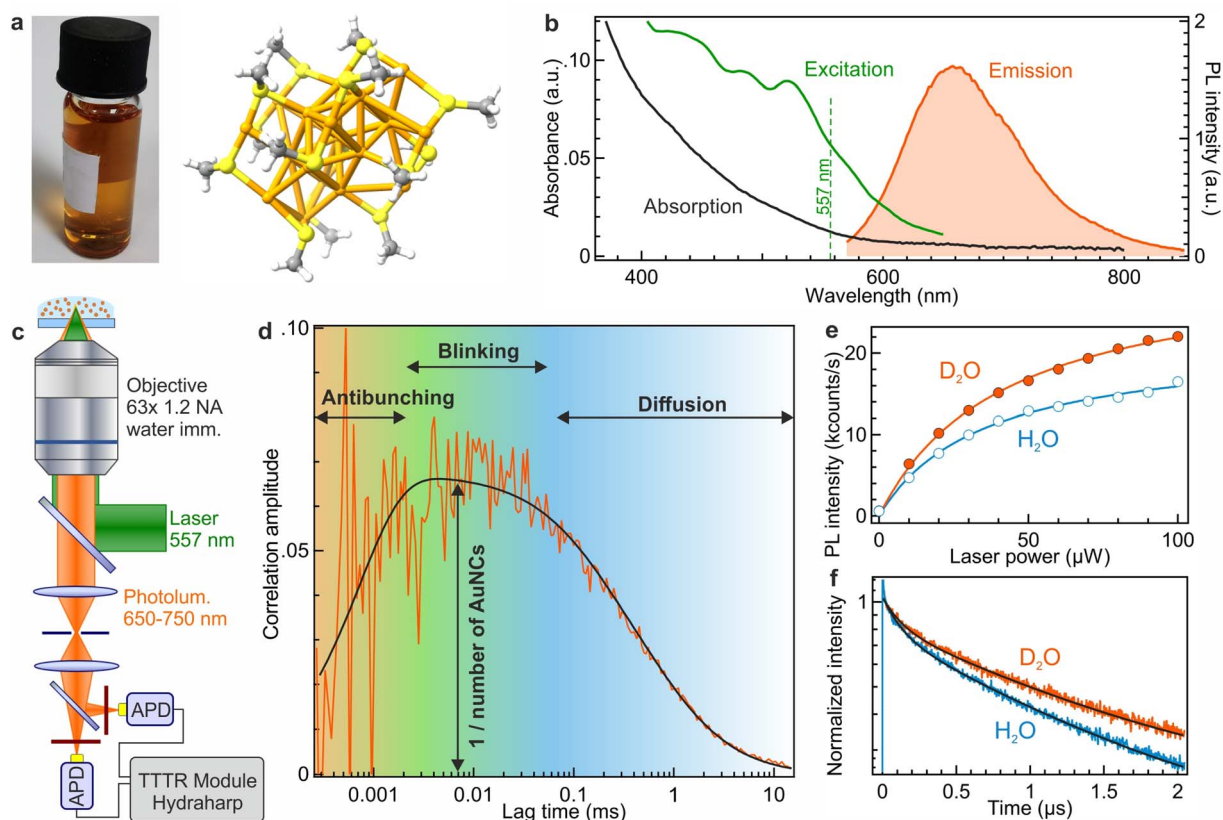 a
b
Absorbance (a.u.)
.10
.05
0
Excitation
Emission
Absorption
557 nm
2
1
0
PL intensity
(a.u.)
400
600
800
Wavelength (nm)
c
Objective
63x 1.2 NA
water imm.
Laser
557 nm
Photolum.
650-750 nm
APD
APD
TTTR Module
Hydraharp
d
Correlation amplitude
.10
.05
0
Antibunching
Blinking
Diffusion
1 / number of AuNCs
0.001
0.01
0.1
1
10
Lag time (ms)
e
PL intensity (kcounts/s)
20
10
0
D₂O
H₂O
0
50
100
Laser power (µW)
f
Normalized intensity
1
D₂O
H₂O
0
0.5
1
1.5
2
Time (µs)